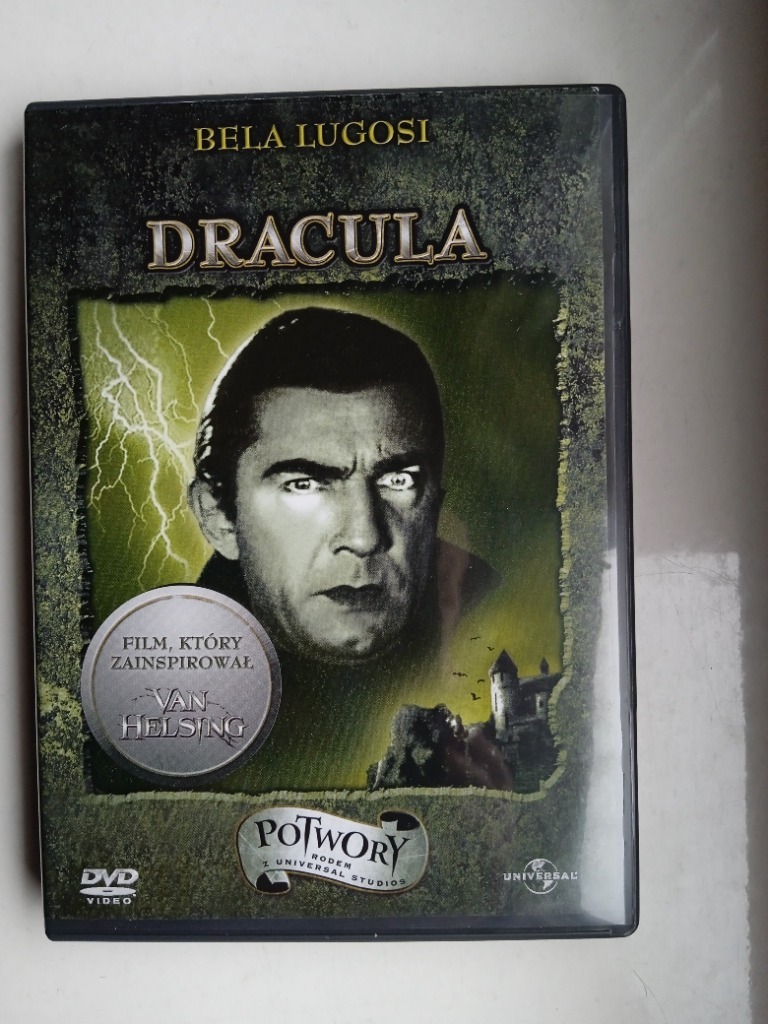 BELA LUGOSI
DRACULA
FILM, KTÓRY
ZAINSPIROWAŁ
VAN
HELSING
POTWORY
RODEM
Z UNIVERSAL STUDIOS
DVD
VIDEO
UNIVERSAL